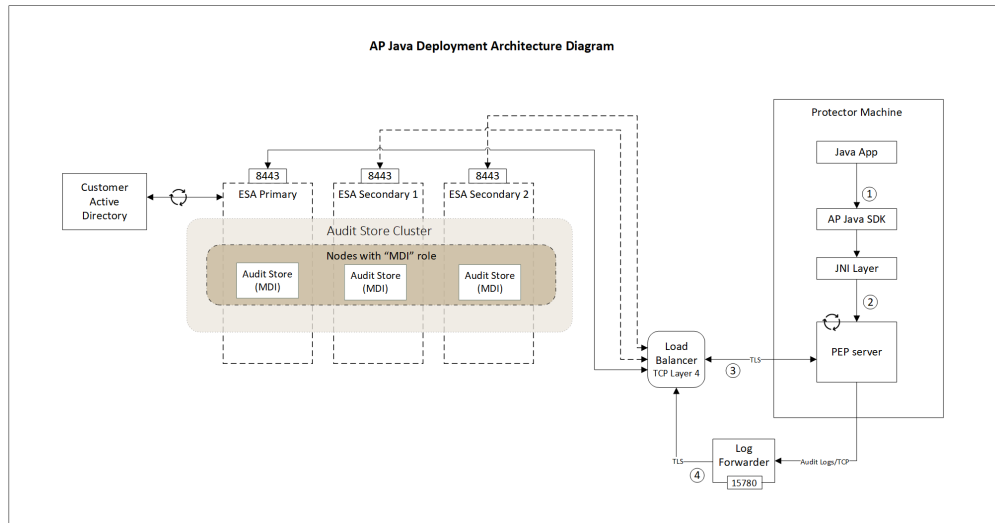 AP Java Deployment Architecture Diagram
Protector Machine
Java App
1
8443
8443
8443
Customer
Active
Directory
ESA Primary
ESA Secondary 1
ESA Secondary 2
AP Java SDK
Audit Store Cluster
Nodes with “MDI” role
JNI Layer
Audit Store
(MDI)
Audit Store
(MDI)
Audit Store
(MDI)
2
Load
Balancer
TCP Layer 4
TLS
3
PEP server
Log
Forwarder
15780
TLS
4
Audit Logs/TCP